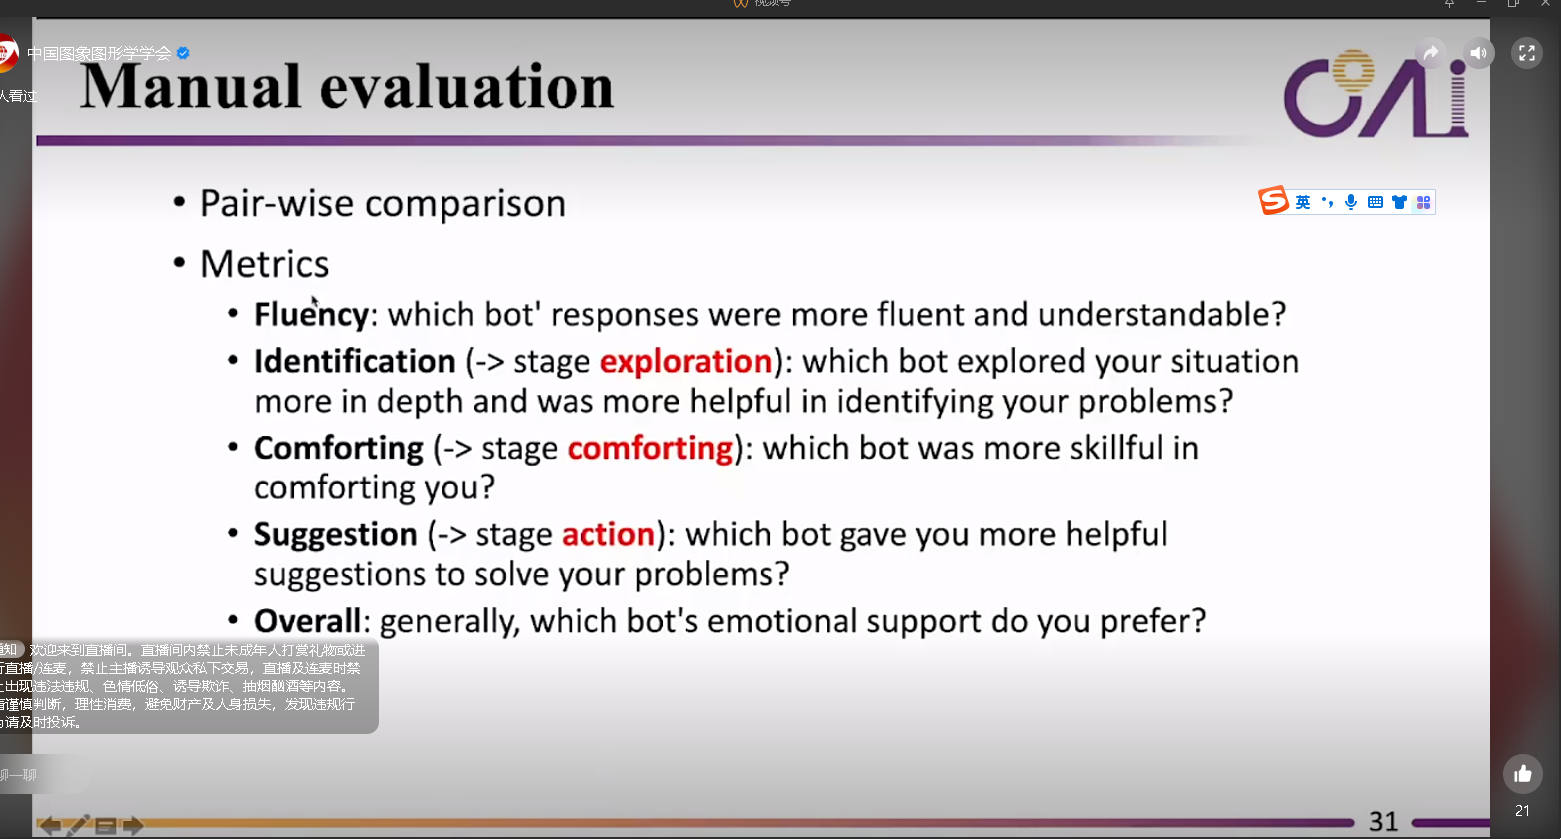 视频号
中国图象图形学学会
人看过
Manual evaluation
CoAI
• Pair-wise comparison
英
• Metrics
• Fluency: which bot' responses were more fluent and understandable?
• Identification (-> stage exploration): which bot explored your situation
more in depth and was more helpful in identifying your problems?
• Comforting (-> stage comforting): which bot was more skillful in
comforting you?
• Suggestion (-> stage action): which bot gave you more helpful
suggestions to solve your problems?
• Overall: generally, which bot's emotional support do you prefer?
通知 欢迎来到直播间。直播间内禁止未成年人打赏礼物或进
行直播/连麦，禁止主播诱导观众私下交易，直播及连麦时禁
止出现违法违规、色情低俗、诱导欺诈、抽烟酗酒等内容。
请谨慎判断，理性消费，避免财产及人身损失，发现违规行
为请及时投诉。
聊一聊
21
31